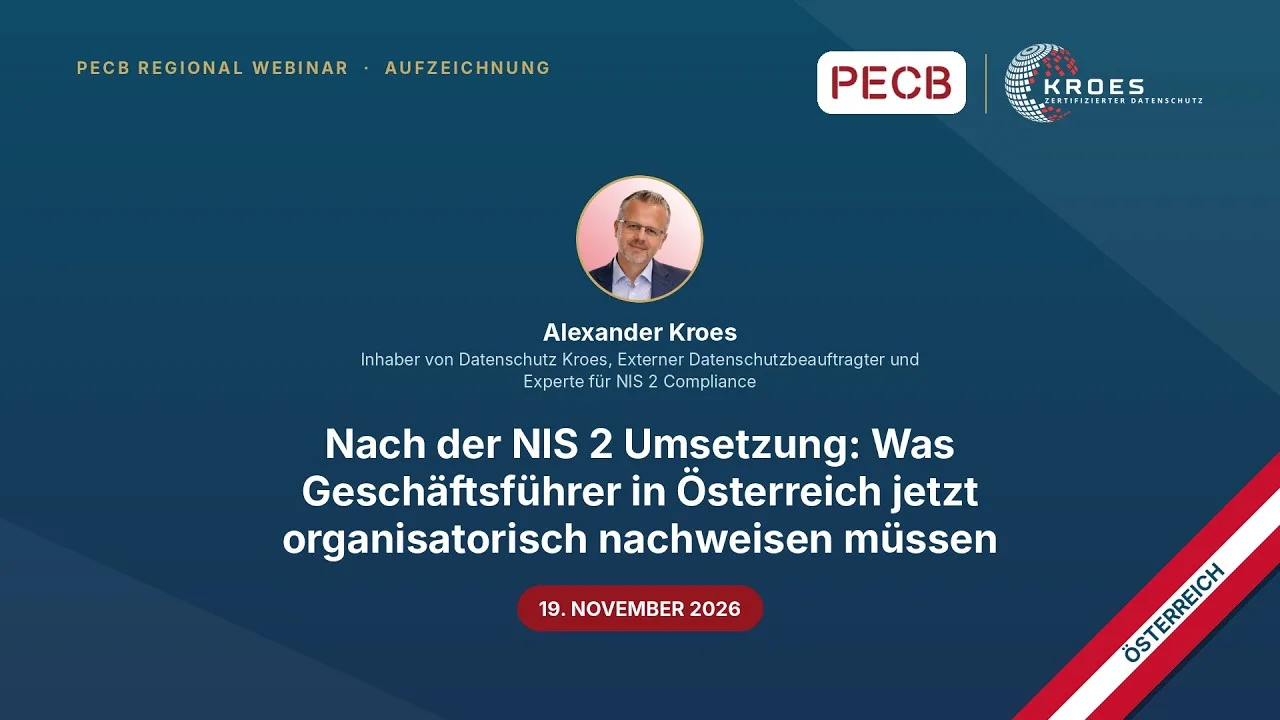 PECB REGIONAL WEBINAR · AUFZEICHNUNG
PECB
KROES
ZERTIFIZIERTER DATENSCHUTZ
Alexander Kroes
Inhaber von Datenschutz Kroes, Externer Datenschutzbeauftragter und
Experte für NIS 2 Compliance
Nach der NIS 2 Umsetzung: Was
Geschäftsführer in Österreich jetzt
organisatorisch nachweisen müssen
19. NOVEMBER 2026
ÖSTERREICH